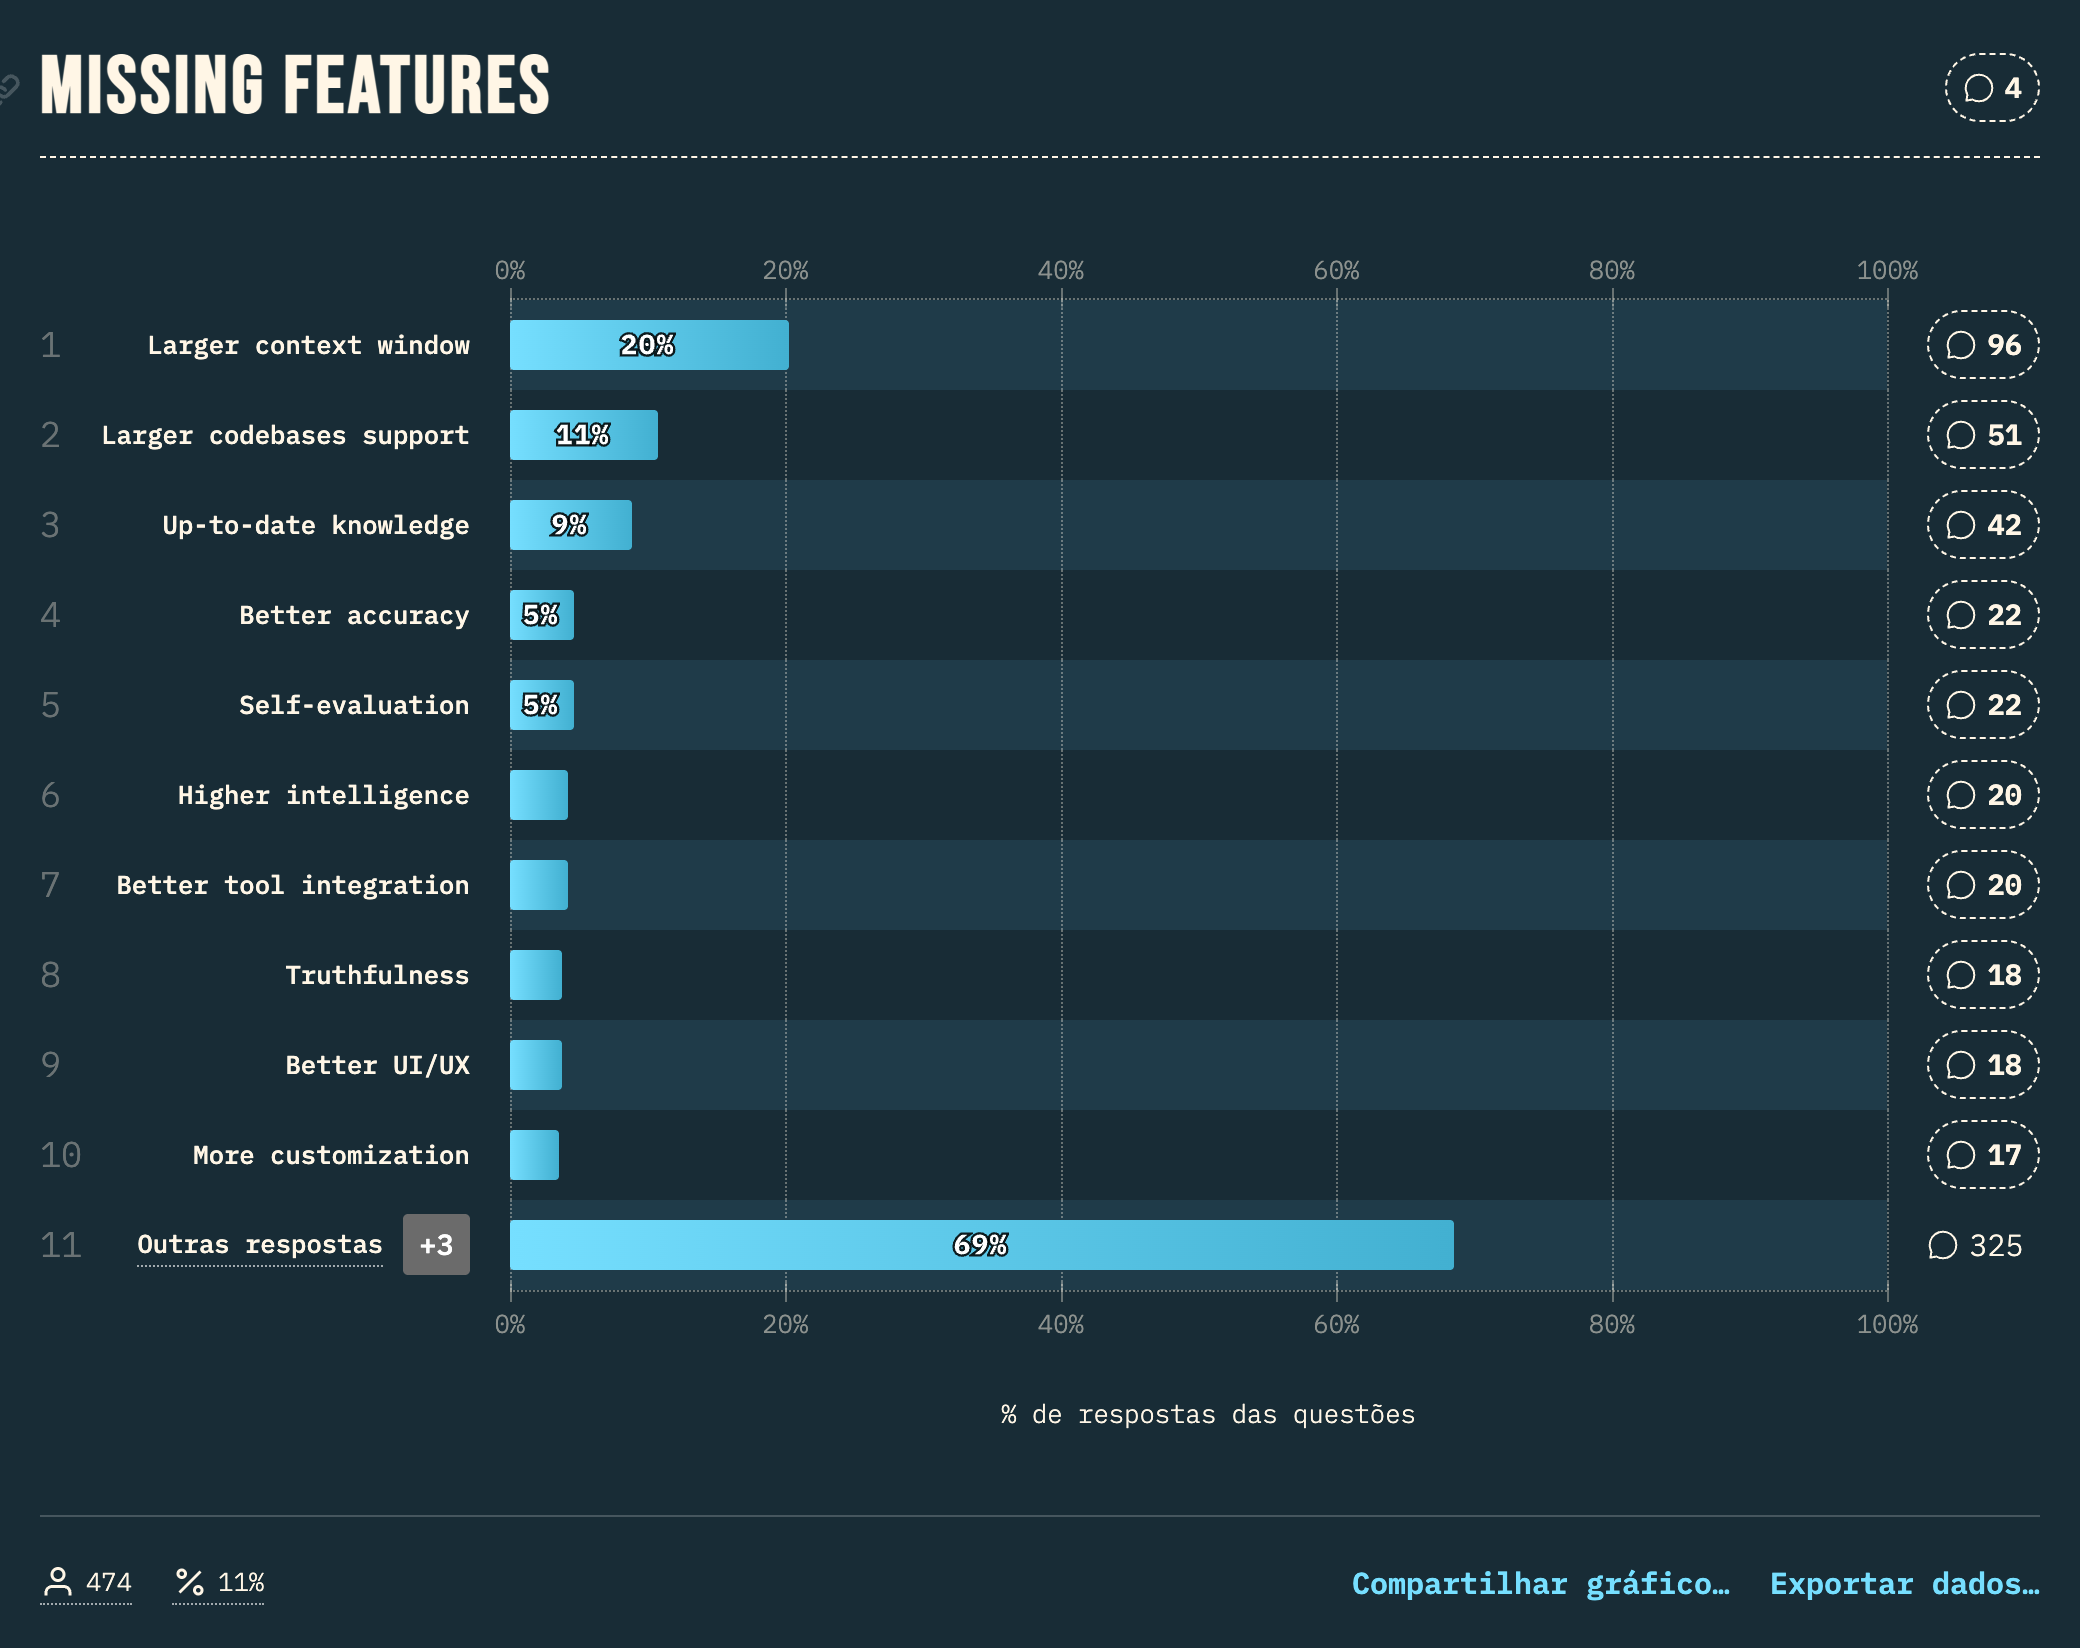 MISSING FEATURES
4
0% 20% 40% 60% 80% 100%
1 Larger context window 20% 96
2 Larger codebases support 11% 51
3 Up-to-date knowledge 9% 42
4 Better accuracy 5% 22
5 Self-evaluation 5% 22
6 Higher intelligence 20
7 Better tool integration 20
8 Truthfulness 18
9 Better UI/UX 18
10 More customization 17
11 Outras respostas +3 69% 325
0% 20% 40% 60% 80% 100%
% de respostas das questões
474 % 11% Compartilhar gráfico… Exportar dados…